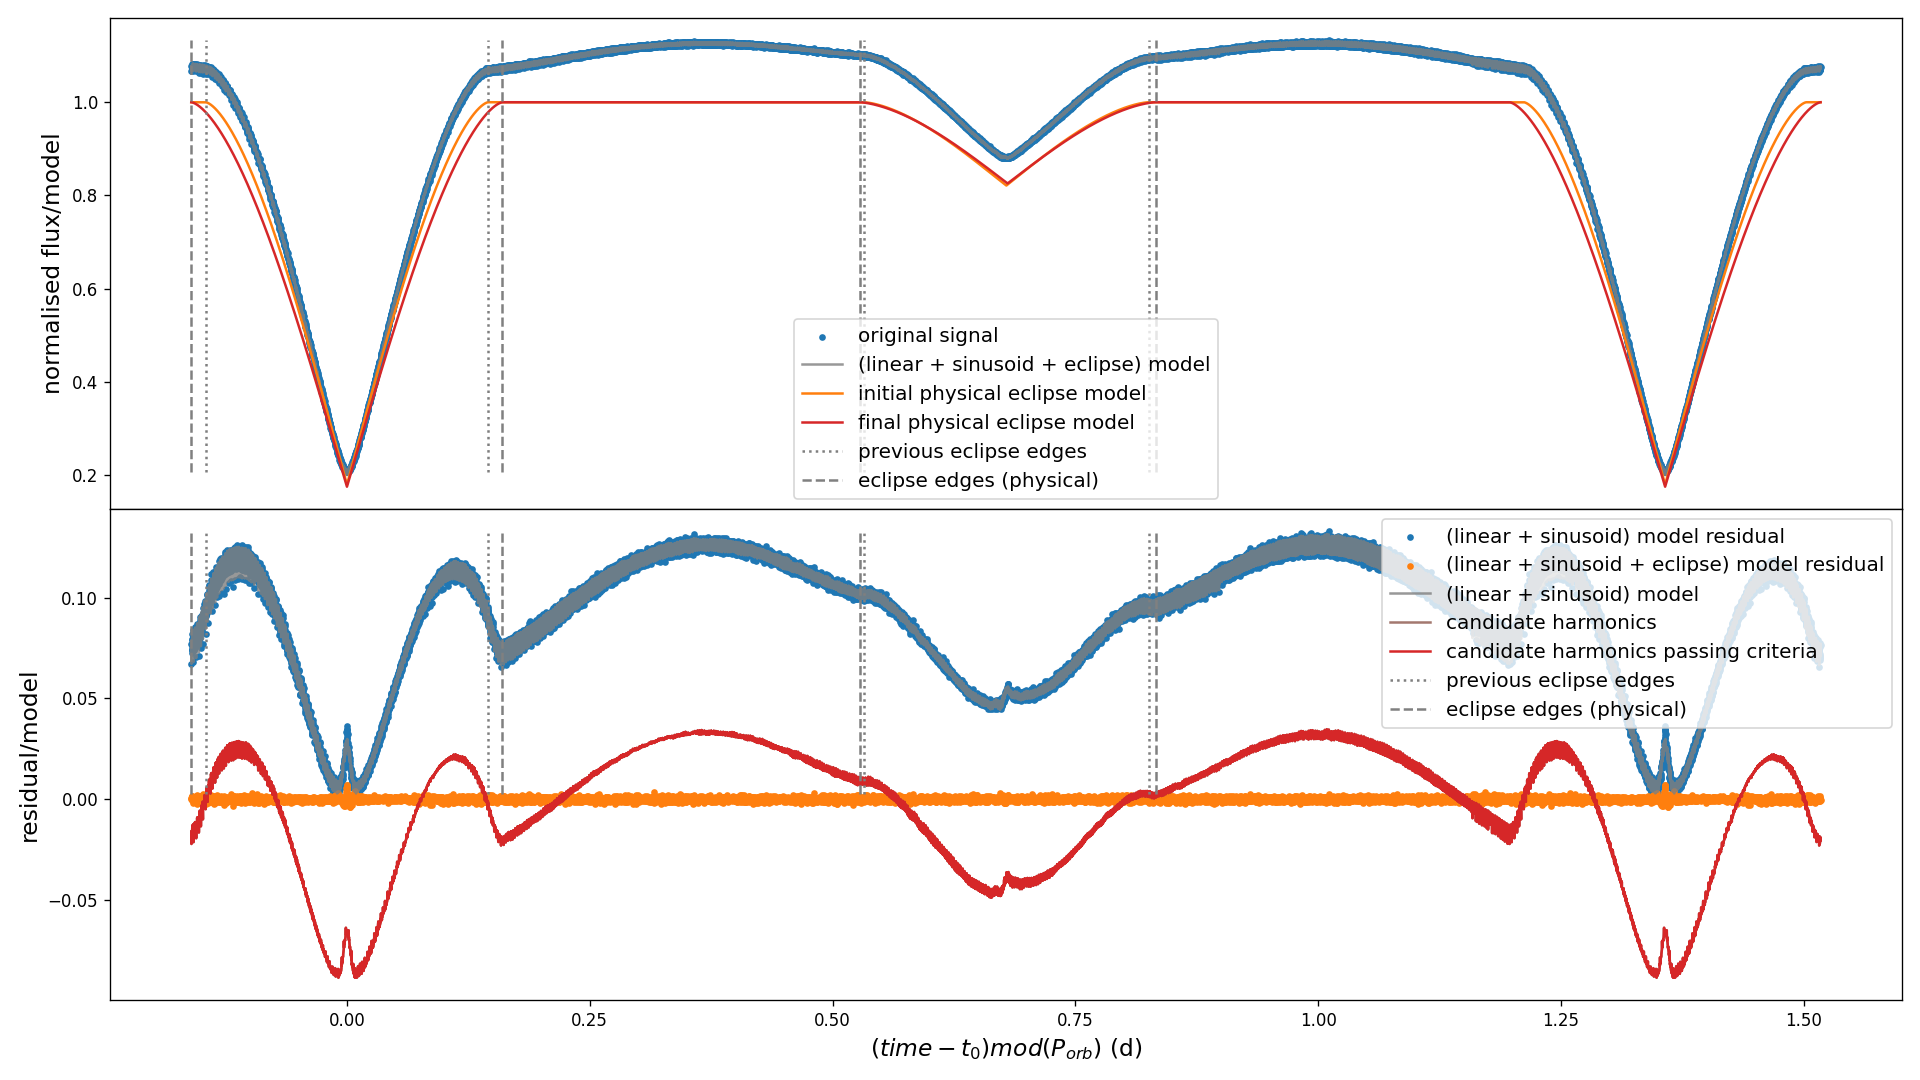 normalised flux/model
1.0
0.8
0.6
0.4
0.2
original signal
(linear + sinusoid + eclipse) model
initial physical eclipse model
final physical eclipse model
previous eclipse edges
eclipse edges (physical)
residual/model
0.10
0.05
0.00
−0.05
(linear + sinusoid) model residual
(linear + sinusoid + eclipse) model residual
(linear + sinusoid) model
candidate harmonics
candidate harmonics passing criteria
previous eclipse edges
eclipse edges (physical)
0.00 0.25 0.50 0.75 1.00 1.25 1.50
(time − t₀)mod(Pₒᵣb) (d)